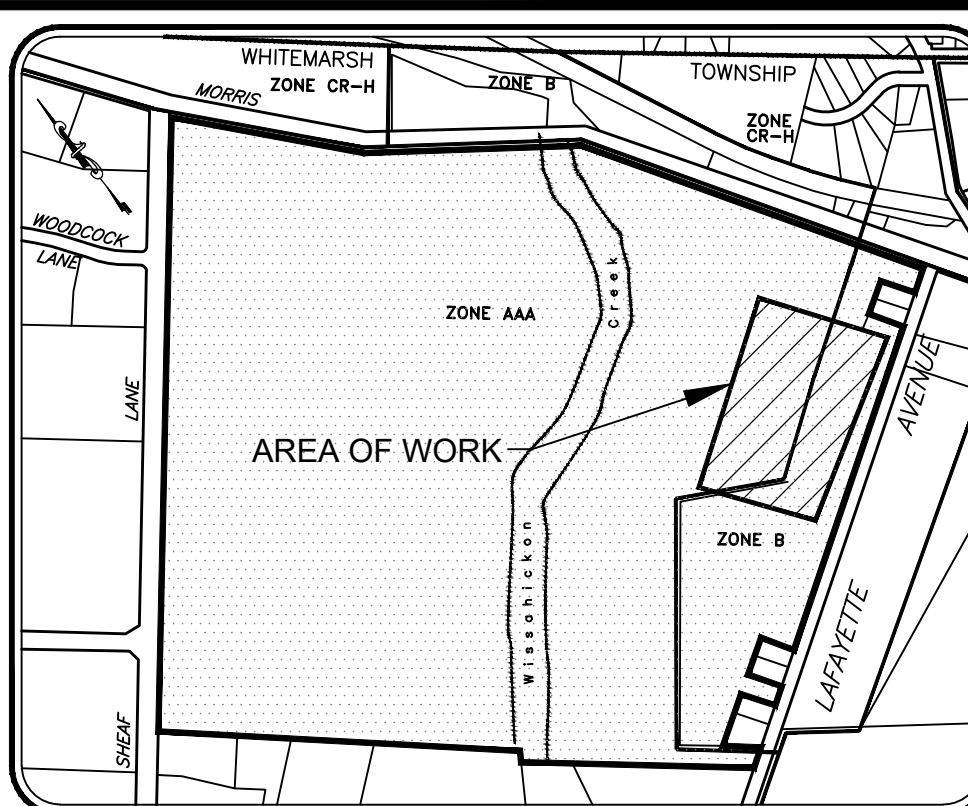 WHITEMARSH
TOWNSHIP
ZONE CR-H
ZONE B
MORRIS
ZONE
CR-H
WOODCOCK
LANE
ZONE AAA
Creek
LANE
AVENUE
AREA OF WORK
Wissahickon
ZONE B
LAFAYETTE
SHEAF